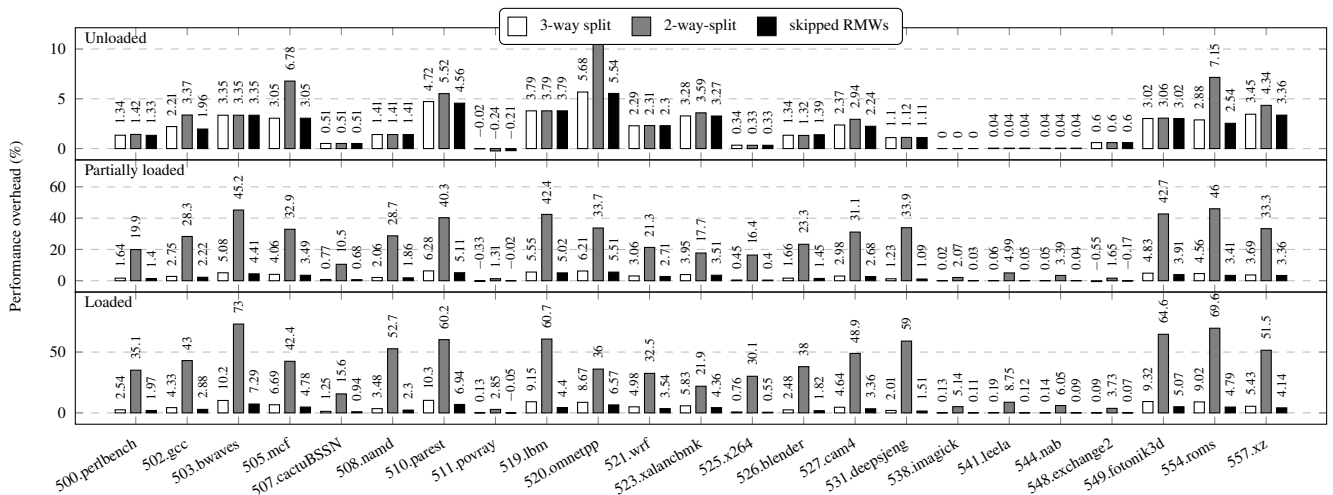 3-way split 2-way-split skipped RMWs
Performance overhead (%)
Unloaded
10
5
0
1.34 1.42 1.33 2.21 3.37 1.96 3.35 3.35 3.35 3.05 6.78 3.05 0.51 0.51 0.51 1.41 1.41 1.41 4.72 5.52 4.56 −0.02 −0.24 −0.21 3.79 3.79 3.79 5.68 5.54 2.29 2.31 2.3 3.28 3.59 3.27 0.34 0.33 0.33 1.34 1.32 1.39 2.37 2.94 2.24 1.1 1.12 1.11 0 0 0 0.04 0.04 0.04 0.04 0.04 0.04 0.6 0.6 0.6 3.02 3.06 3.02 2.88 7.15 2.54 3.45 4.34 3.36
Partially loaded
60
40
20
0
1.64 19.9 1.4 2.75 28.3 2.22 5.08 45.2 4.41 4.06 32.9 3.49 0.77 10.5 0.68 2.06 28.7 1.86 6.28 40.3 5.11 −0.33 1.31 −0.02 5.55 42.4 5.02 6.21 33.7 5.51 3.06 21.3 2.71 3.95 17.7 3.51 0.45 16.4 0.4 1.66 23.3 1.45 2.98 31.1 2.68 1.23 33.9 1.09 0.02 2.07 0.03 0.06 4.99 0.05 0.05 3.39 0.04 −0.55 1.65 −0.17 4.83 42.7 3.91 4.56 46 3.41 3.69 33.3 3.36
Loaded
50
0
2.54 35.1 1.97 4.33 43 2.88 10.2 73 7.29 6.69 42.4 4.78 1.25 15.6 0.94 3.48 52.7 2.3 10.3 60.2 6.94 0.13 2.85 −0.05 9.15 60.7 4.4 8.67 36 6.57 4.98 32.5 3.54 5.83 21.9 4.36 0.76 30.1 0.55 2.48 38 1.82 4.64 48.9 3.36 2.01 59 1.51 0.13 5.14 0.11 0.19 8.75 0.12 0.14 6.05 0.09 0.09 3.73 0.07 9.32 64.6 5.07 9.02 69.6 4.79 5.43 51.5 4.14
500.perlbench 502.gcc 503.bwaves 505.mcf 507.cactuBSSN 508.namd 510.parest 511.povray 519.lbm 520.omnetpp 521.wrf 523.xalancbmk 525.x264 526.blender 527.cam4 531.deepsjeng 538.imagick 541.leela 544.nab 548.exchange2 549.fotonik3d 554.roms 557.xz